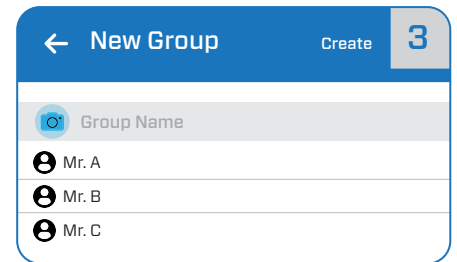 New Group Create 3
Group Name
Mr. A
Mr. B
Mr. C